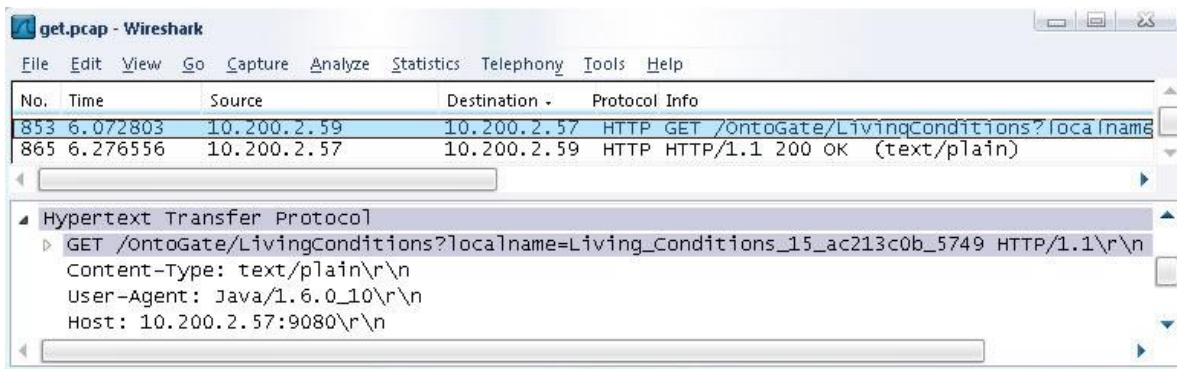 get.pcap - Wireshark
File Edit View Go Capture Analyze Statistics Telephony Tools Help
No. Time Source Destination Protocol Info
853 6.072803 10.200.2.59 10.200.2.57 HTTP GET /OntoGate/LivingConditions?localname
865 6.276556 10.200.2.57 10.200.2.59 HTTP HTTP/1.1 200 OK (text/plain)
Hypertext Transfer Protocol
GET /OntoGate/LivingConditions?localname=Living_Conditions_15_ac213c0b_5749 HTTP/1.1\r\n
Content-Type: text/plain\r\n
User-Agent: Java/1.6.0_10\r\n
Host: 10.200.2.57:9080\r\n